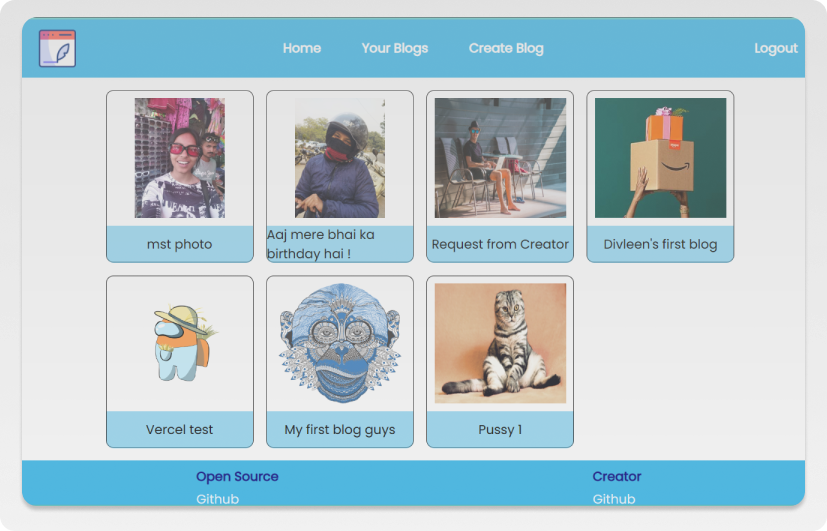 Home Your Blogs Create Blog Logout
mst photo
Aaj mere bhai ka
birthday hai !
Request from Creator
Divleen's first blog
Vercel test
My first blog guys
Pussy 1
Open Source
Github
Creator
Github